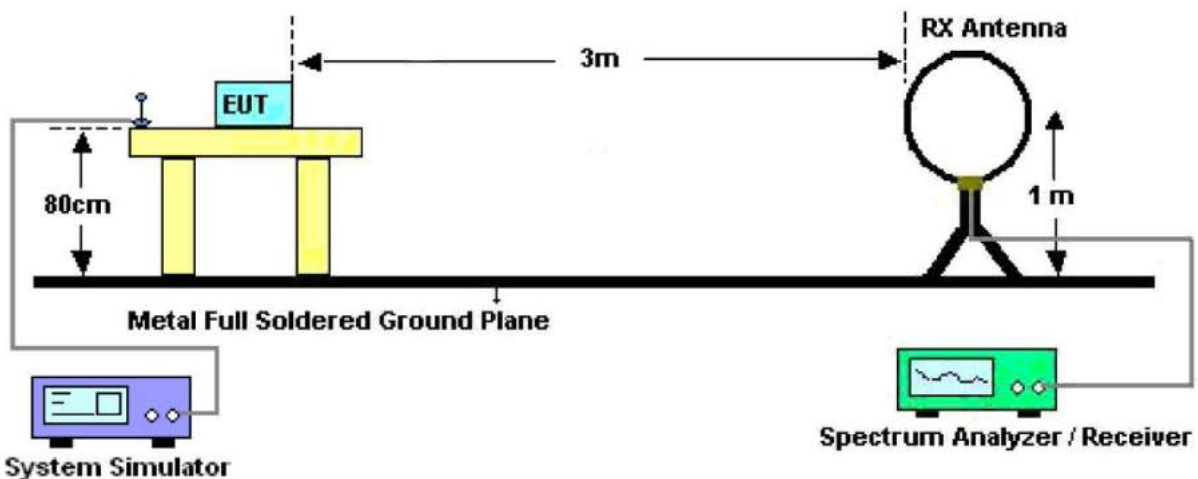 RX Antenna
3m
EUT
80cm
1 m
Metal Full Soldered Ground Plane
System Simulator
Spectrum Analyzer / Receiver